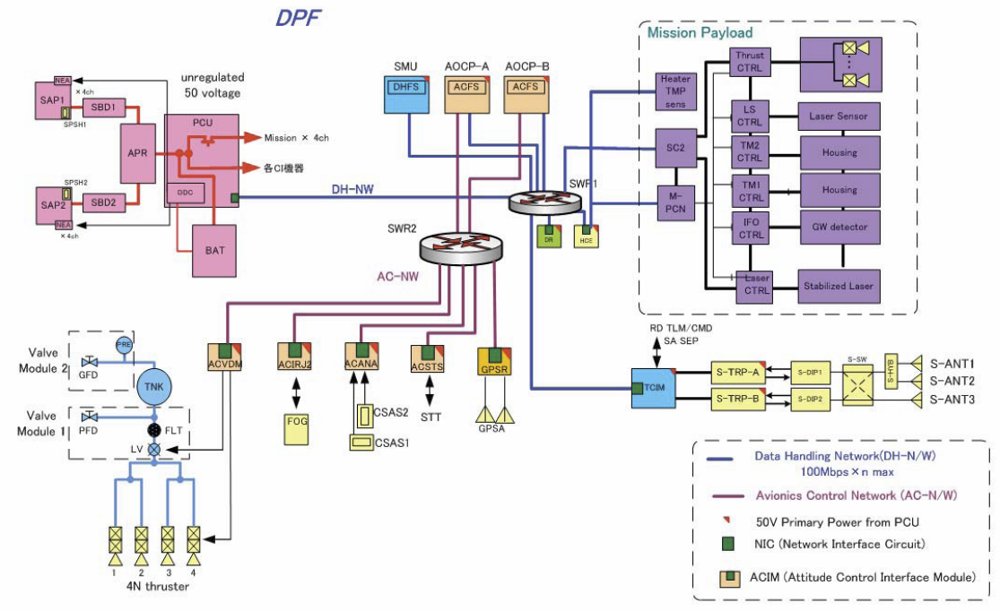 DPF
unregulated
50 voltage
NEA
× 4ch
SAP1
SBD1
SPSH1
PCU
Mission × 4ch
各CI機器
APR
SPSH2
SAP2
SBD2
NEA
× 4ch
DDC
BAT
SMU
AOCP-A
AOCP-B
DHFS
ACFS
ACFS
DH-NW
SWR1
SWR2
AC-NW
DR
HCE
Mission Payload
Thrust
CTRL
Heater
TMP
sens
LS
CTRL
Laser Sensor
SC2
TM2
CTRL
Housing
TM1
CTRL
Housing
M-
PCN
IFO
CTRL
GW detector
Laser
CTRL
Stabilized Laser
RD TLM/CMD
SA SEP
Valve
Module 2
PRE
GFD
TNK
Valve
Module 1
PFD
FLT
LV
1
2
3
4
4N thruster
ACVDM
ACIRJ2
ACANA
ACSTS
GPSR
FOG
CSAS2
CSAS1
STT
GPSA
TCIM
S-TRP-A
S-TRP-B
S-DIP1
S-DIP2
S-SW
S-HYB
S-ANT1
S-ANT2
S-ANT3
Data Handling Network(DH-N/W)
100Mbps×n max
Avionics Control Network (AC-N/W)
50V Primary Power from PCU
NIC (Network Interface Circuit)
ACIM (Attitude Control Interface Module)